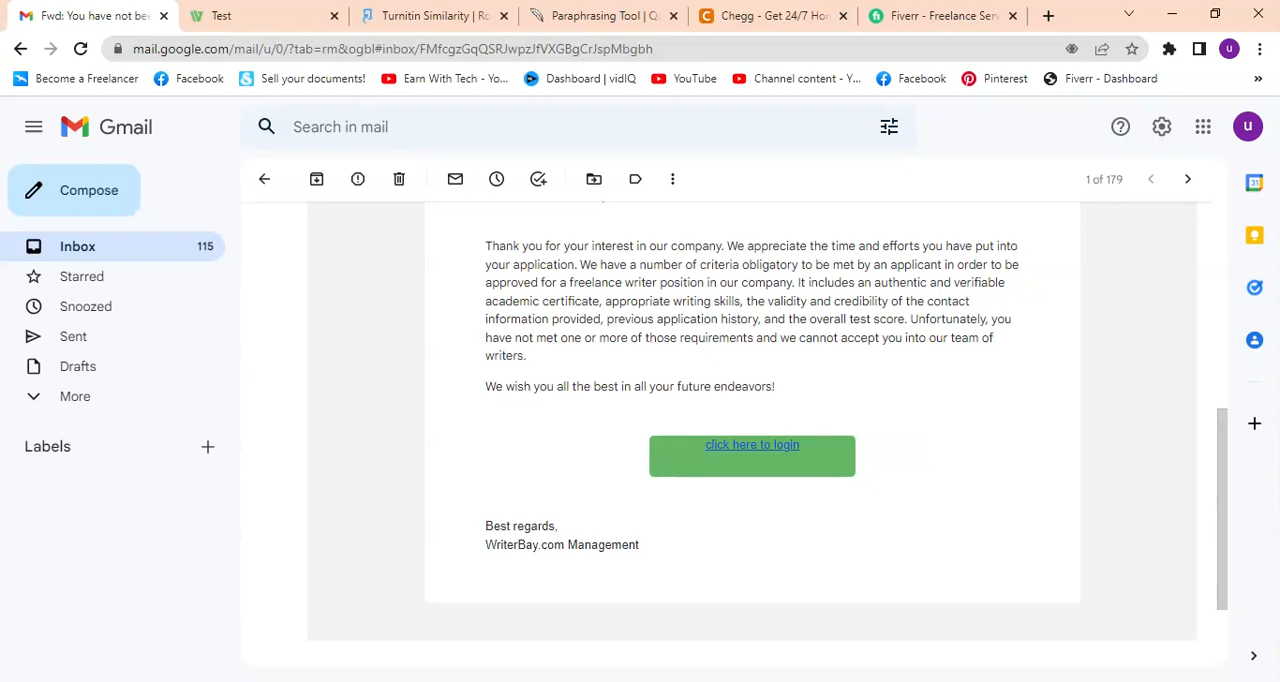 Fwd: You have not bee
Test
Turnitin Similarity | Ro
Paraphrasing Tool | Qu
Chegg - Get 24/7 Hom
Fiverr - Freelance Serv
mail.google.com/mail/u/0/?tab=rm&ogbl#inbox/FMfcgzGqQSRJwpzJfVXGBgCrJspMbgbh
U
Become a Freelancer
Facebook
Sell your documents!
Earn With Tech - Yo...
Dashboard | vidIQ
YouTube
Channel content - Y...
Facebook
Pinterest
Fiverr - Dashboard
»
Gmail
Search in mail
U
Compose
1 of 179
31
Inbox 115
Starred
Snoozed
Sent
Drafts
More
Labels
Thank you for your interest in our company. We appreciate the time and efforts you have put into
your application. We have a number of criteria obligatory to be met by an applicant in order to be
approved for a freelance writer position in our company. It includes an authentic and verifiable
academic certificate, appropriate writing skills, the validity and credibility of the contact
information provided, previous application history, and the overall test score. Unfortunately, you
have not met one or more of those requirements and we cannot accept you into our team of
writers.
We wish you all the best in all your future endeavors!
click here to login
Best regards,
WriterBay.com Management